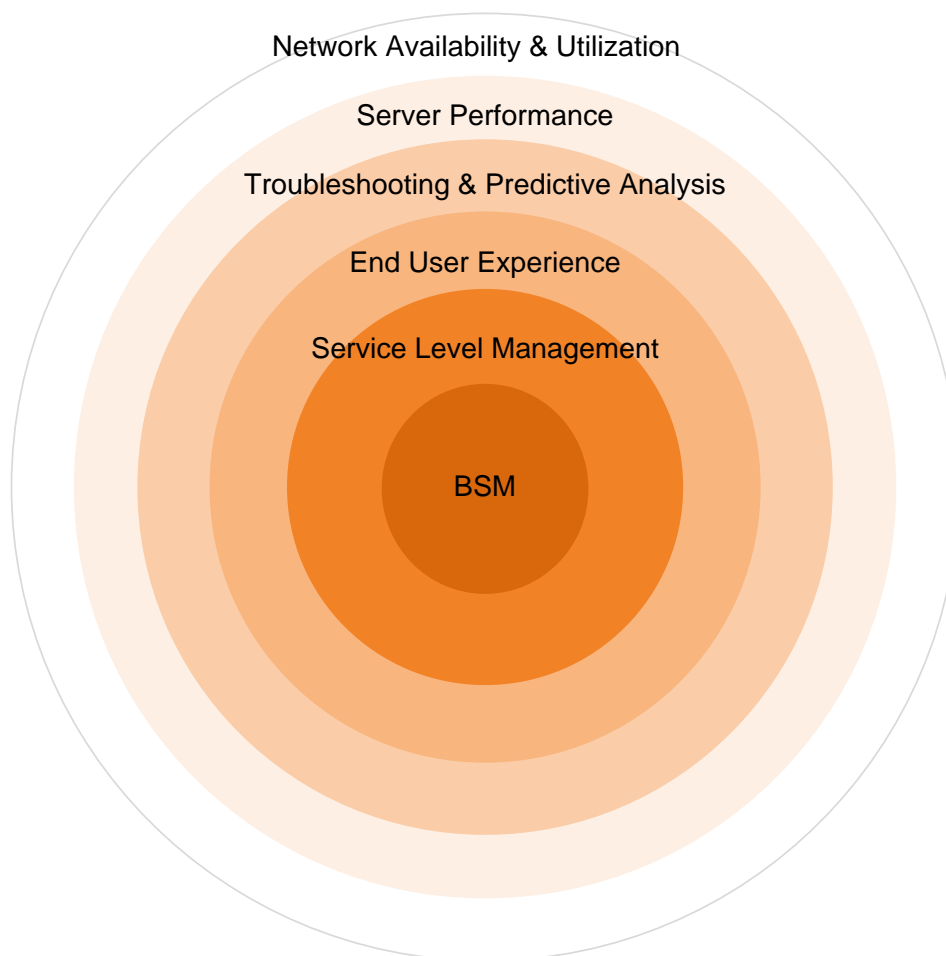 Network Availability & Utilization
Server Performance
Troubleshooting & Predictive Analysis
End User Experience
Service Level Management
BSM